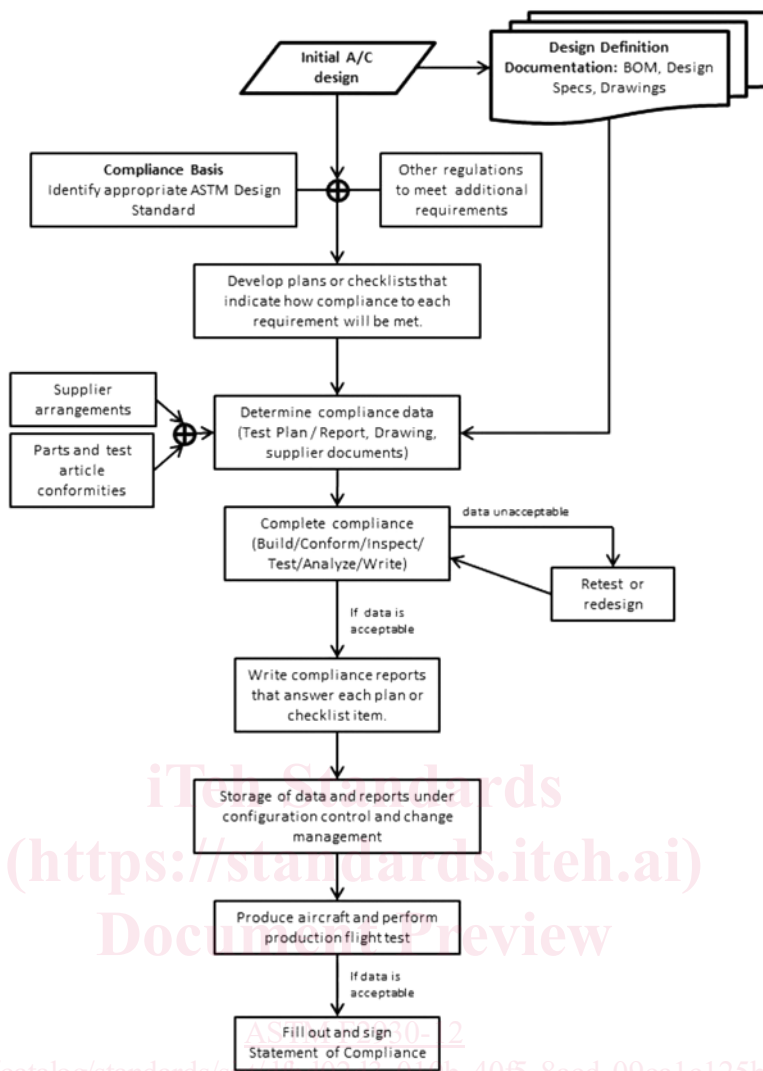 Initial A/C
design
Design Definition
Documentation: BOM, Design
Specs, Drawings
Compliance Basis
Identify appropriate ASTM Design
Standard
Other regulations
to meet additional
requirements
Develop plans or checklists that
indicate how compliance to each
requirement will be met.
Supplier
arrangements
Parts and test
article
conformities
Determine compliance data
(Test Plan / Report, Drawing,
supplier documents)
Complete compliance
(Build/Conform/Inspect/
Test/Analyze/Write)
data unacceptable
Retest or
redesign
If data is
acceptable
Write compliance reports
that answer each plan or
checklist item.
iTeh Standards
Storage of data and reports under
configuration control and change
management
(https://standards.iteh.ai)
Produce aircraft and perform
production flight test
Document Preview
If data is
acceptable
ASTM F2930-12
Fill out and sign
Statement of Compliance